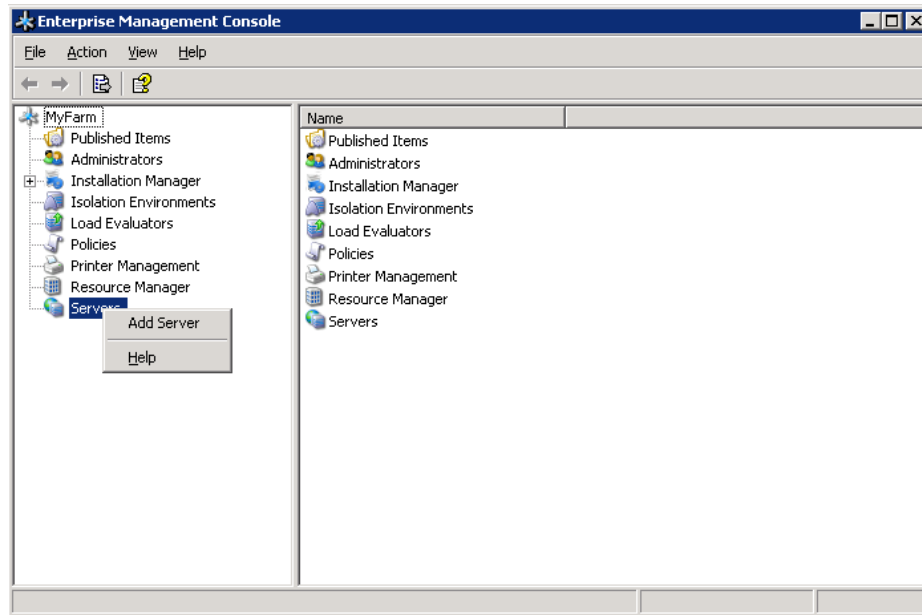 Enterprise Management Console
File Action View Help
MyFarm
Published Items
Administrators
Installation Manager
Isolation Environments
Load Evaluators
Policies
Printer Management
Resource Manager
Servers
Add Server
Help
Name
Published Items
Administrators
Installation Manager
Isolation Environments
Load Evaluators
Policies
Printer Management
Resource Manager
Servers